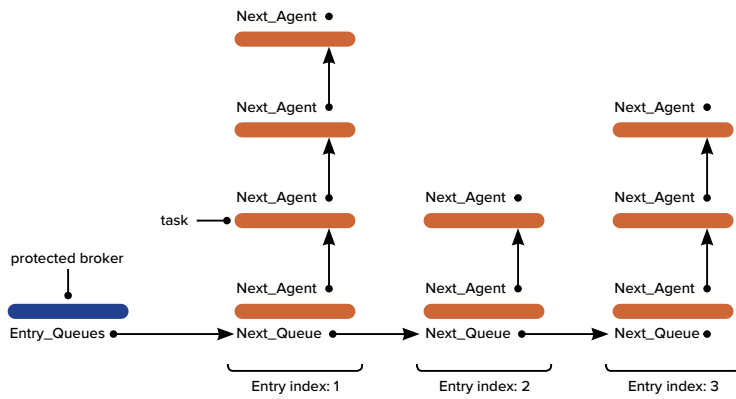 Next_Agent
Next_Agent
Next_Agent
Next_Agent
Next_Agent
Next_Agent
task
protected broker
Next_Agent
Next_Agent
Next_Agent
Entry_Queues
Next_Queue
Next_Queue
Next_Queue
Entry index: 1
Entry index: 2
Entry index: 3